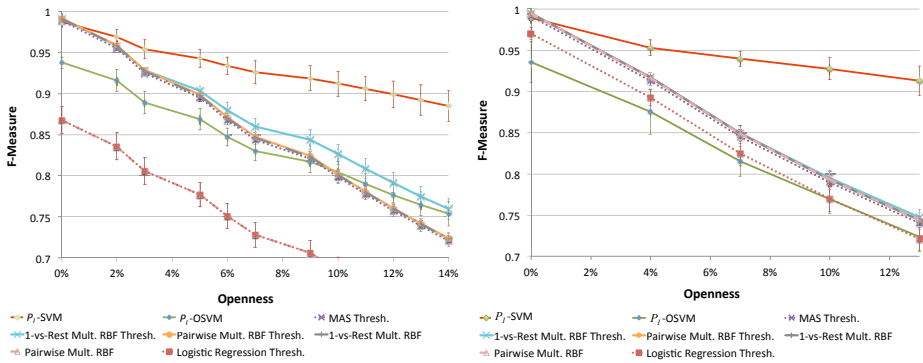 1
0.95
0.9
0.85
0.8
0.75
0.7
F-Measure
0% 2% 4% 6% 8% 10% 12% 14%
Openness
P_I-SVM P_I-OSVM MAS Thresh.
1-vs-Rest Mult. RBF Thresh. Pairwise Mult. RBF Thresh. 1-vs-Rest Mult. RBF
Pairwise Mult. RBF Logistic Regression Thresh.
1
0.95
0.9
0.85
0.8
0.75
0.7
F-Measure
0% 2% 4% 6% 8% 10% 12%
Openness
P_I-SVM P_I-OSVM MAS Thresh.
1-vs-Rest Mult. RBF Thresh. Pairwise Mult. RBF Thresh. 1-vs-Rest Mult. RBF
Pairwise Mult. RBF Logistic Regression Thresh.